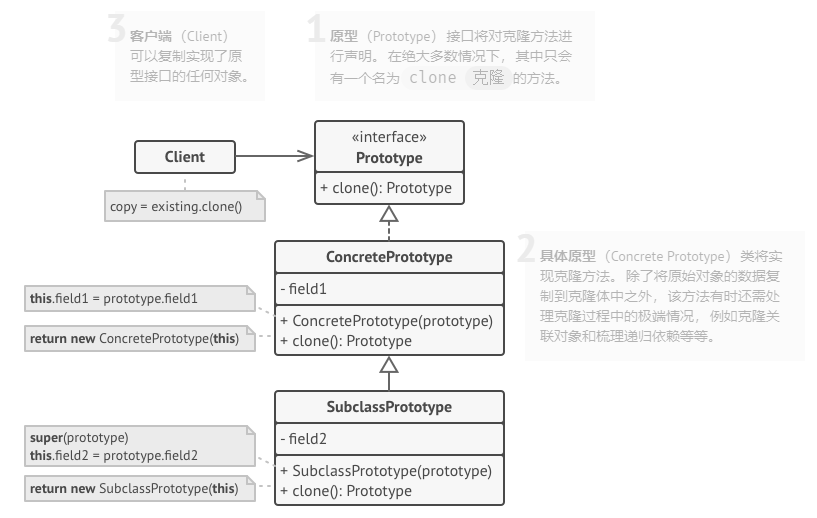 3 客户端（Client）
可以复制实现了原
型接口的任何对象。
1 原型（Prototype）接口将对克隆方法进
行声明。在绝大多数情况下，其中只会
有一个名为 clone 克隆 的方法。
«interface»
Prototype
+ clone(): Prototype
Client
copy = existing.clone()
2 具体原型（Concrete Prototype）类将实
现克隆方法。除了将原始对象的数据复
制到克隆体中之外，该方法有时还需处
理克隆过程中的极端情况，例如克隆关
联对象和梳理递归依赖等等。
ConcretePrototype
- field1
+ ConcretePrototype(prototype)
+ clone(): Prototype
this.field1 = prototype.field1
return new ConcretePrototype(this)
SubclassPrototype
- field2
+ SubclassPrototype(prototype)
+ clone(): Prototype
super(prototype)
this.field2 = prototype.field2
return new SubclassPrototype(this)